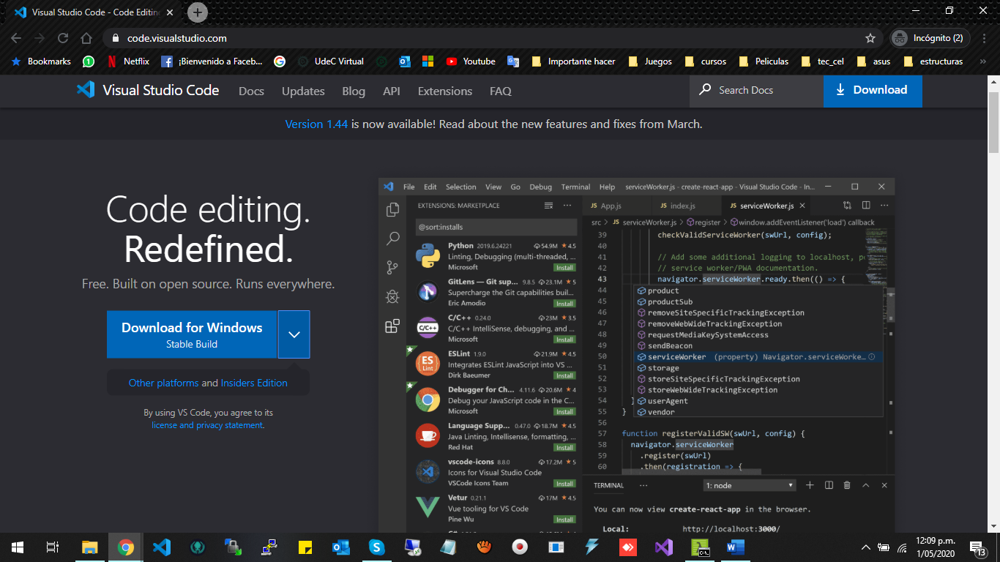 Visual Studio Code - Code Editin
code.visualstudio.com
Incógnito (2)
Bookmarks
Netflix
¡Bienvenido a Faceb...
UdeC Virtual
Youtube
Importante hacer
Juegos
cursos
Peliculas
tec_cel
asus
estructuras
»
Visual Studio Code
Docs
Updates
Blog
API
Extensions
FAQ
Search Docs
Download
Version 1.44 is now available! Read about the new features and fixes from March.
Code editing.
Redefined.
Free. Built on open source. Runs everywhere.
Download for Windows
Stable Build
Other platforms and Insiders Edition
By using VS Code, you agree to its
license and privacy statement.
File Edit Selection View Go Debug Terminal Help serviceWorker.js - create-react-app - Visual Studio Code - In...
EXTENSIONS: MARKETPLACE
@sort:installs
Python 2019.6.24221 54.9M ★ 4.5
Linting, Debugging (multi-threaded, ...
Microsoft Install
GitLens — Git sup... 9.8.5 23.1M ★ 5
Supercharge the Git capabilities buil...
Eric Amodio Install
C/C++
C/C++ 0.24.0 23M ★ 3.5
C/C++ IntelliSense, debugging, and ...
Microsoft Install
ES
Lint
ESLint 1.9.0 21.9M ★ 4.5
Integrates ESLint JavaScript into VS ...
Dirk Baeumer Install
Debugger for Ch... 4.11.6 20.6M ★ 4
Debug your JavaScript code in the C...
Microsoft Install
Language Supp... 0.47.0 18.7M ★ 4.5
Java Linting, Intellisense, formatting, ...
Red Hat Install
vscode-icons 8.8.0 17.2M ★ 5
Icons for Visual Studio Code
VSCode Icons Team Install
Vetur 0.21.1 17M ★ 4.5
Vue tooling for VS Code
Pine Wu Install
JS App.js
JS index.js
JS serviceWorker.js
src > JS serviceWorker.js > register > window.addEventListener('load') callback
39 checkValidServiceWorker(swUrl, config);
40
41 // Add some additional logging to localhost, p
42 // service worker/PWA documentation.
43 navigator.serviceWorker.ready.then(() => {
44 product
45 productSub
46 removeSiteSpecificTrackingException
47 removeWebWideTrackingException
48 requestMediaKeySystemAccess
49 sendBeacon
50 serviceWorker (property) Navigator.serviceWorke...
51 storage
52 storeSiteSpecificTrackingException
53 storeWebWideTrackingException
54 } userAgent
55 } vendor
56
57 function registerValidSW(swUrl, config) {
58 navigator.serviceWorker
59 .register(swUrl)
60 .then(registration => {
TERMINAL ... 1: node
You can now view create-react-app in the browser.
Local: http://localhost:3000/
12:09 p.m.
1/05/2020
13